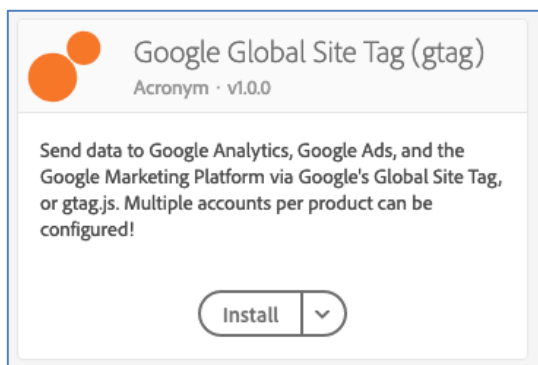 Google Global Site Tag (gtag)
Acronym · v1.0.0
Send data to Google Analytics, Google Ads, and the
Google Marketing Platform via Google's Global Site Tag,
or gtag.js. Multiple accounts per product can be
configured!
Install